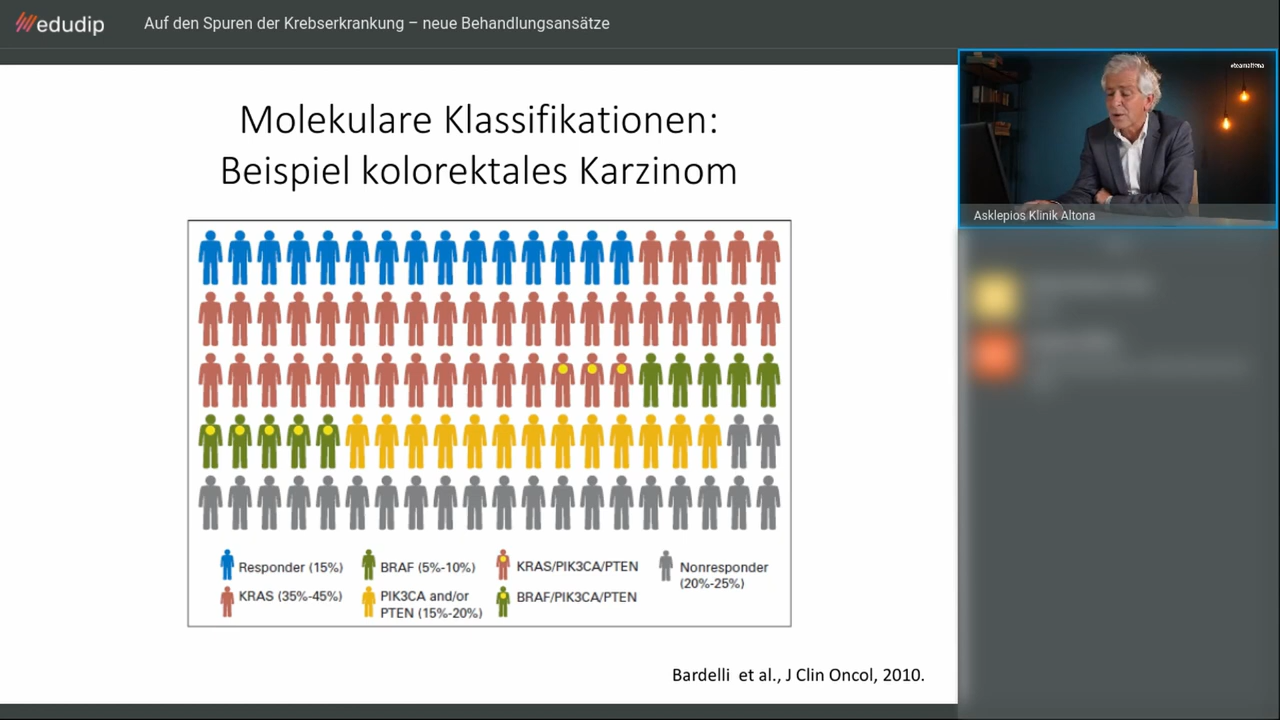 edudip
Auf den Spuren der Krebserkrankung – neue Behandlungsansätze
Molekulare Klassifikationen:
Beispiel kolorektales Karzinom
Responder (15%)
BRAF (5%-10%)
KRAS/PIK3CA/PTEN
Nonresponder
(20%-25%)
KRAS (35%-45%)
PIK3CA and/or
PTEN (15%-20%)
BRAF/PIK3CA/PTEN
Bardelli et al., J Clin Oncol, 2010.
#teamaltona
Asklepios Klinik Altona